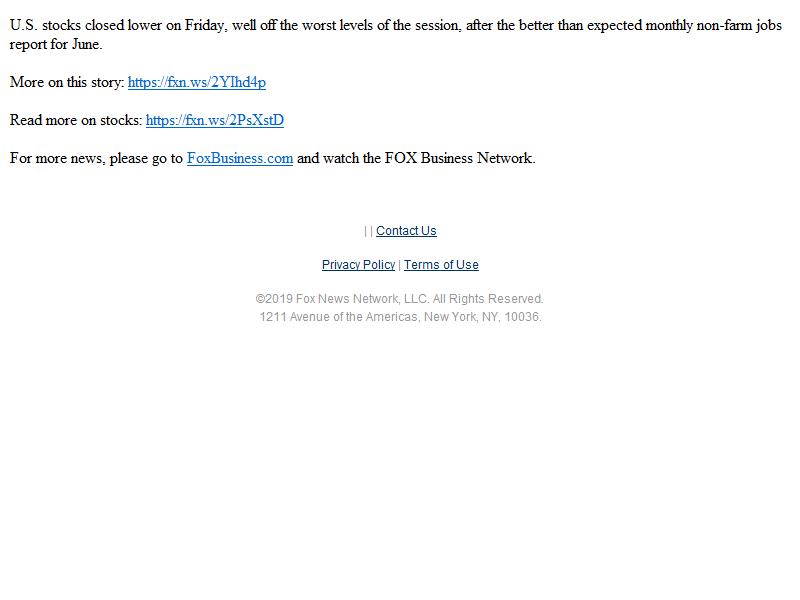 U.S. stocks closed lower on Friday, well off the worst levels of the session, after the better than expected monthly non-farm jobs
report for June.
More on this story: https://fxn.ws/2YIhd4p
Read more on stocks: https://fxn.ws/2PsXstD
For more news, please go to FoxBusiness.com and watch the FOX Business Network.
| | Contact Us
Privacy Policy | Terms of Use
©2019 Fox News Network, LLC. All Rights Reserved.
1211 Avenue of the Americas, New York, NY, 10036.